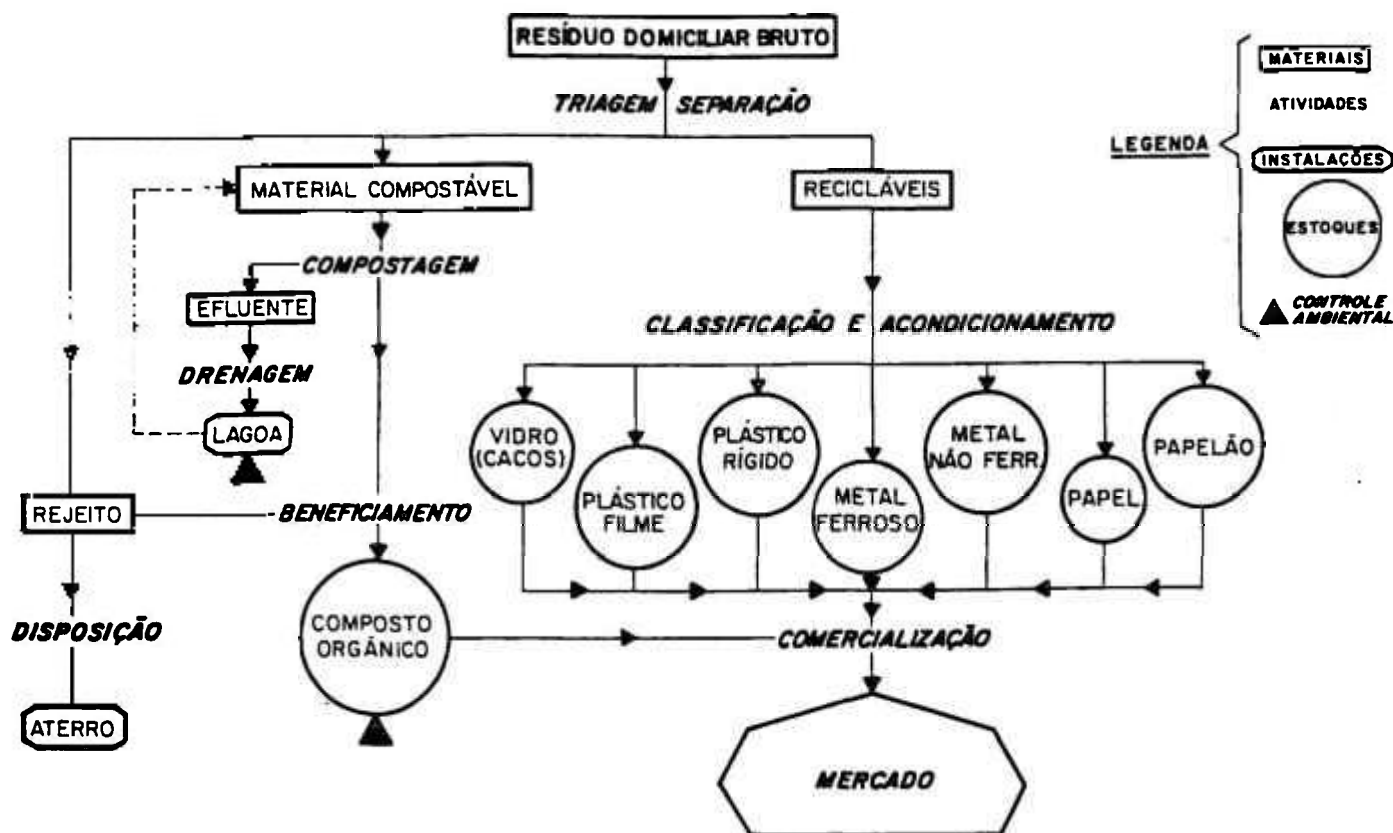 RESÍDUO DOMICILIAR BRUTO
TRIAGEM SEPARAÇÃO
MATERIAL COMPOSTÁVEL
RECICLÁVEIS
COMPOSTAGEM
EFLUENTE
DRENAGEM
LAGOA
CLASSIFICAÇÃO E ACONDICIONAMENTO
VIDRO
(CACOS)
PLÁSTICO
FILME
PLÁSTICO
RÍGIDO
METAL
FERROSO
METAL
NÃO FERR.
PAPEL
PAPELÃO
REJEITO
BENEFICIAMENTO
DISPOSIÇÃO
ATERRO
COMPOSTO
ORGÂNICO
COMERCIALIZAÇÃO
MERCADO
LEGENDA
MATERIAIS
ATIVIDADES
INSTALAÇÕES
ESTOQUES
CONTROLE
AMBIENTAL